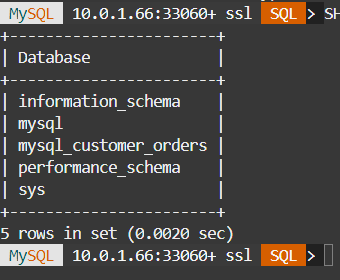 MySQL 10.0.1.66:33060+ ssl SQL > SH
+--------------------+
| Database           |
+--------------------+
| information_schema |
| mysql |
| mysql_customer_orders |
| performance_schema |
| sys |
+--------------------+
5 rows in set (0.0020 sec)
MySQL 10.0.1.66:33060+ ssl SQL >